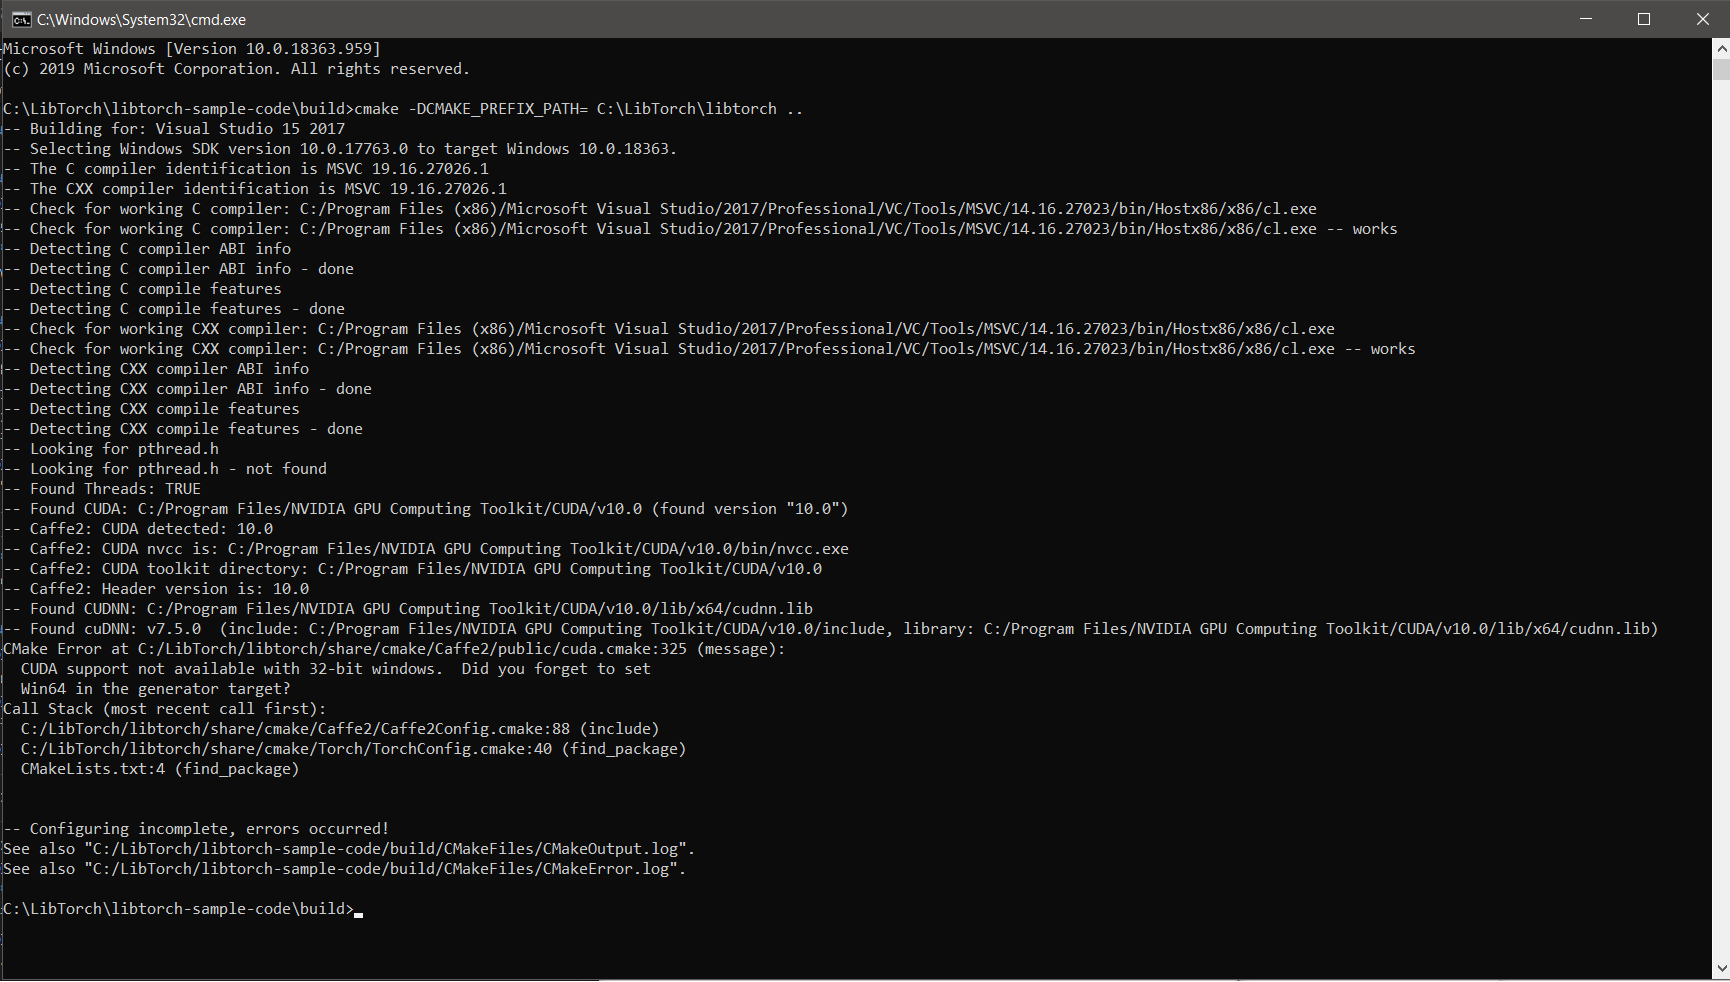 C:\Windows\System32\cmd.exe
Microsoft Windows [Version 10.0.18363.959]
(c) 2019 Microsoft Corporation. All rights reserved.
C:\LibTorch\libtorch-sample-code\build>cmake -DCMAKE_PREFIX_PATH= C:\LibTorch\libtorch ..
-- Building for: Visual Studio 15 2017
-- Selecting Windows SDK version 10.0.17763.0 to target Windows 10.0.18363.
-- The C compiler identification is MSVC 19.16.27026.1
-- The CXX compiler identification is MSVC 19.16.27026.1
-- Check for working C compiler: C:/Program Files (x86)/Microsoft Visual Studio/2017/Professional/VC/Tools/MSVC/14.16.27023/bin/Hostx86/x86/cl.exe
-- Check for working C compiler: C:/Program Files (x86)/Microsoft Visual Studio/2017/Professional/VC/Tools/MSVC/14.16.27023/bin/Hostx86/x86/cl.exe -- works
-- Detecting C compiler ABI info
-- Detecting C compiler ABI info - done
-- Detecting C compile features
-- Detecting C compile features - done
-- Check for working CXX compiler: C:/Program Files (x86)/Microsoft Visual Studio/2017/Professional/VC/Tools/MSVC/14.16.27023/bin/Hostx86/x86/cl.exe
-- Check for working CXX compiler: C:/Program Files (x86)/Microsoft Visual Studio/2017/Professional/VC/Tools/MSVC/14.16.27023/bin/Hostx86/x86/cl.exe -- works
-- Detecting CXX compiler ABI info
-- Detecting CXX compiler ABI info - done
-- Detecting CXX compile features
-- Detecting CXX compile features - done
-- Looking for pthread.h
-- Looking for pthread.h - not found
-- Found Threads: TRUE
-- Found CUDA: C:/Program Files/NVIDIA GPU Computing Toolkit/CUDA/v10.0 (found version "10.0")
-- Caffe2: CUDA detected: 10.0
-- Caffe2: CUDA nvcc is: C:/Program Files/NVIDIA GPU Computing Toolkit/CUDA/v10.0/bin/nvcc.exe
-- Caffe2: CUDA toolkit directory: C:/Program Files/NVIDIA GPU Computing Toolkit/CUDA/v10.0
-- Caffe2: Header version is: 10.0
-- Found CUDNN: C:/Program Files/NVIDIA GPU Computing Toolkit/CUDA/v10.0/lib/x64/cudnn.lib
-- Found cuDNN: v7.5.0  (include: C:/Program Files/NVIDIA GPU Computing Toolkit/CUDA/v10.0/include, library: C:/Program Files/NVIDIA GPU Computing Toolkit/CUDA/v10.0/lib/x64/cudnn.lib)
CMake Error at C:/LibTorch/libtorch/share/cmake/Caffe2/public/cuda.cmake:325 (message):
  CUDA support not available with 32-bit windows.  Did you forget to set
  Win64 in the generator target?
Call Stack (most recent call first):
  C:/LibTorch/libtorch/share/cmake/Caffe2/Caffe2Config.cmake:88 (include)
  C:/LibTorch/libtorch/share/cmake/Torch/TorchConfig.cmake:40 (find_package)
  CMakeLists.txt:4 (find_package)
-- Configuring incomplete, errors occurred!
See also "C:/LibTorch/libtorch-sample-code/build/CMakeFiles/CMakeOutput.log".
See also "C:/LibTorch/libtorch-sample-code/build/CMakeFiles/CMakeError.log".
C:\LibTorch\libtorch-sample-code\build>